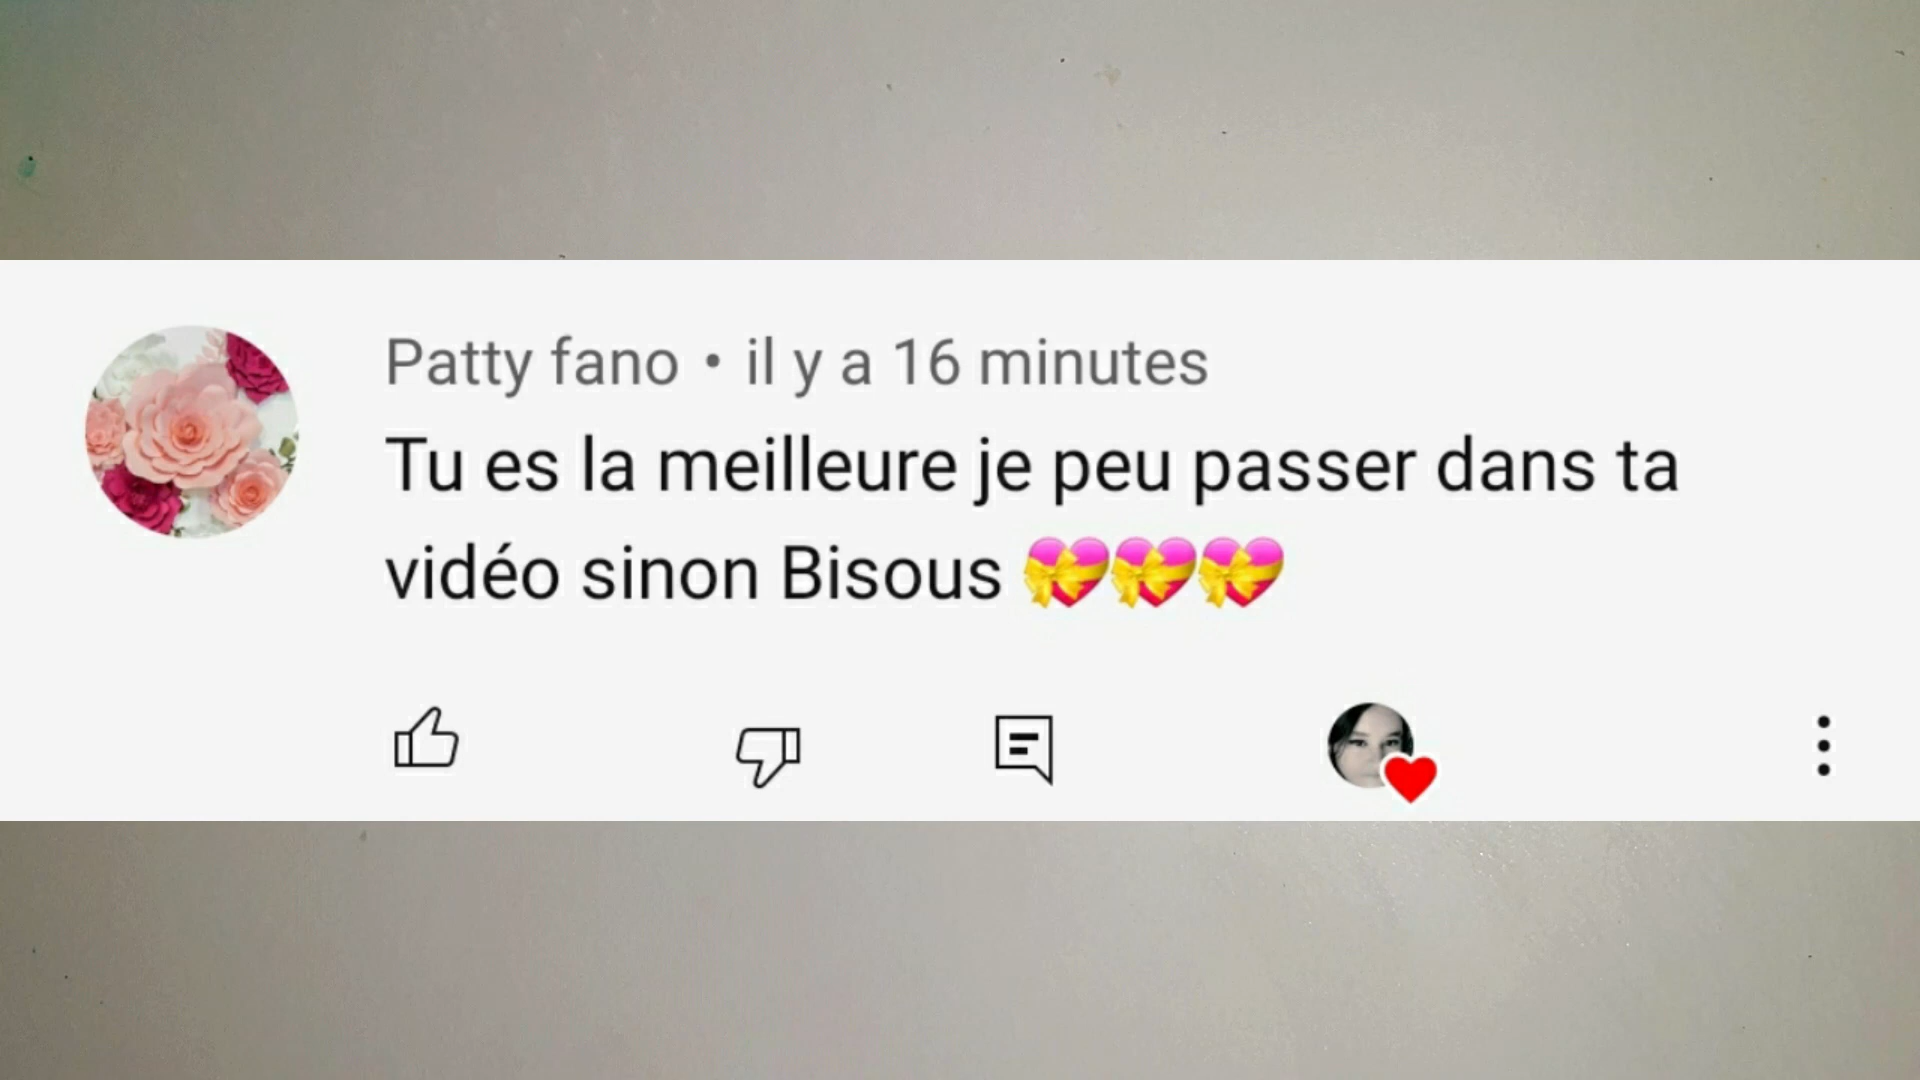 Patty fano • il y a 16 minutes
Tu es la meilleure je peu passer dans ta
vidéo sinon Bisous 💝💝💝